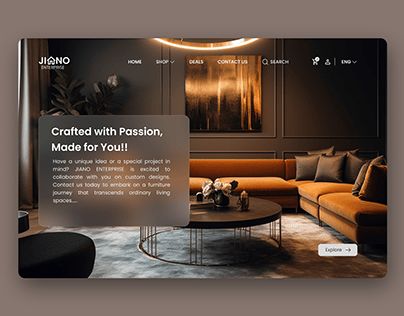 JIANO
ENTERPRISE
HOME
SHOP
DEALS
CONTACT US
SEARCH
ENG
Crafted with Passion,
Made for You!!
Have a unique idea or a special project in
mind? JIANO ENTERPRISE is excited to
collaborate with you on custom designs.
Contact us today to embark on a furniture
journey that transcends ordinary living
spaces....
Explore